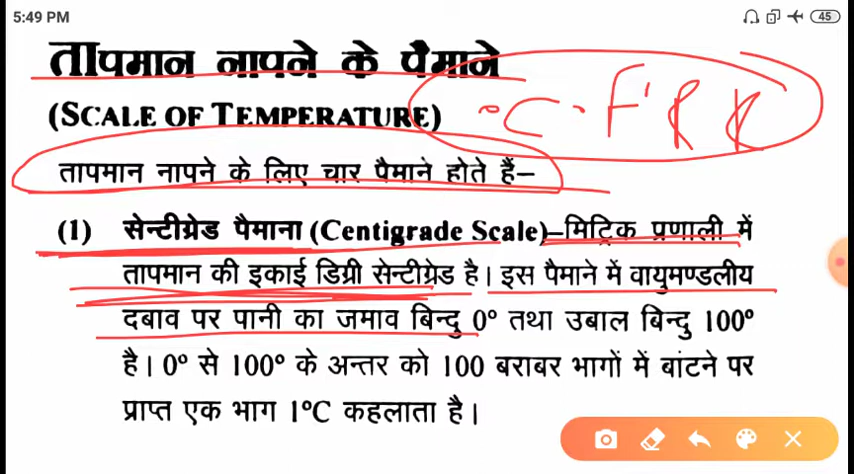 5:49 PM
45
तापमान नापने के पैमाने
(SCALE OF TEMPERATURE)
°C °F R K
तापमान नापने के लिए चार पैमाने होते हैं–
(1) सेन्टीग्रेड पैमाना (Centigrade Scale)–मिट्रिक प्रणाली में
तापमान की इकाई डिग्री सेन्टीग्रेड है। इस पैमाने में वायुमण्डलीय
दबाव पर पानी का जमाव बिन्दु 0° तथा उबाल बिन्दु 100°
है। 0° से 100° के अन्तर को 100 बराबर भागों में बांटने पर
प्राप्त एक भाग 1°C कहलाता है।